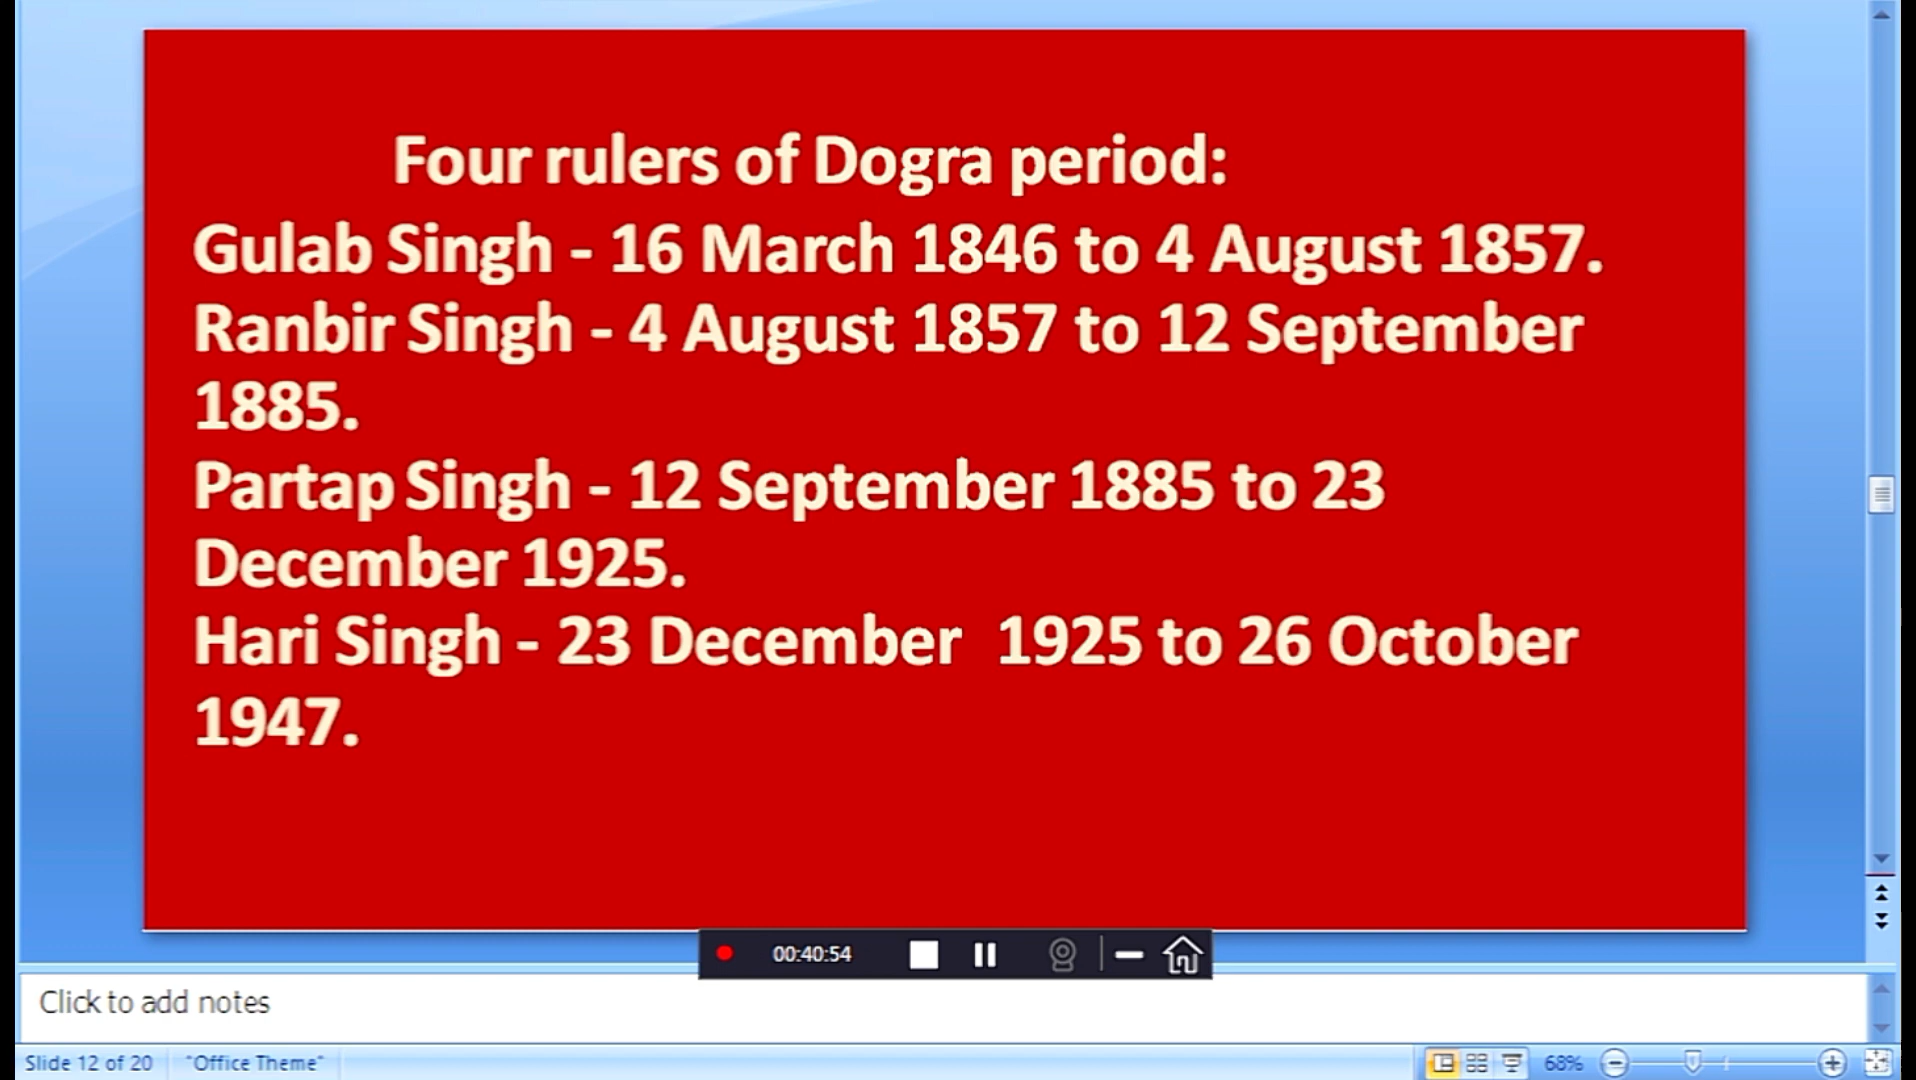 Four rulers of Dogra period:
Gulab Singh - 16 March 1846 to 4 August 1857.
Ranbir Singh - 4 August 1857 to 12 September
1885.
Partap Singh - 12 September 1885 to 23
December 1925.
Hari Singh - 23 December  1925 to 26 October
1947.
00:40:54
Click to add notes
Slide 12 of 20 "Office Theme" 68%